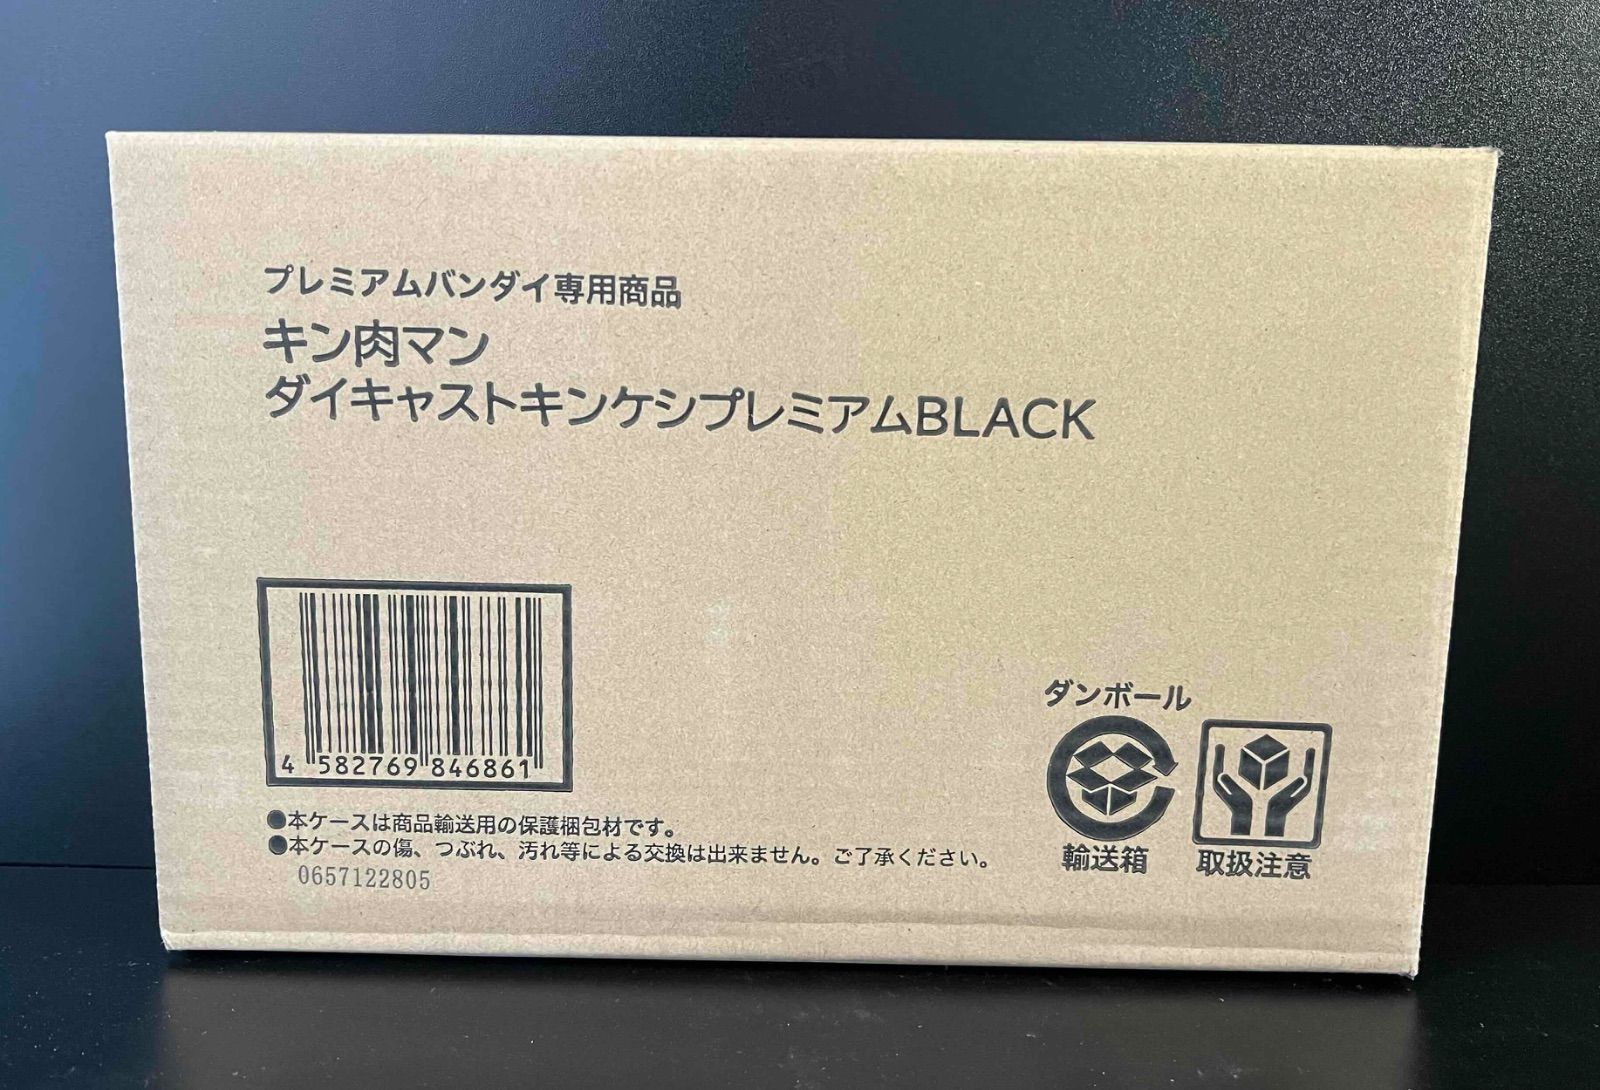 プレミアムバンダイ専用商品
キン肉マン
ダイキャストキンケシプレミアムBLACK
4 582769 846861
●本ケースは商品輸送用の保護梱包材です。
●本ケースの傷、つぶれ、汚れ等による交換は出来ません。ご了承ください。
0657122805
ダンボール
輸送箱
取扱注意